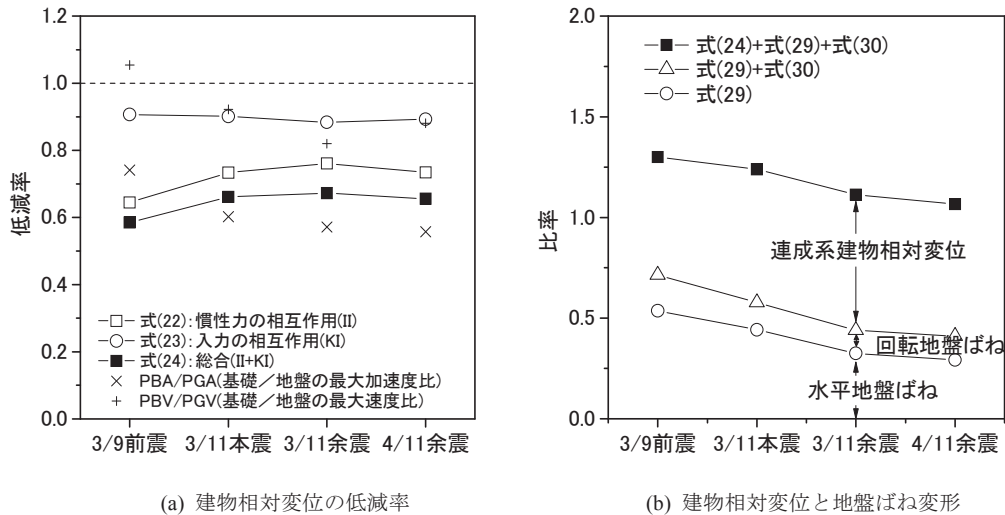 1.2
1.0
0.8
0.6
0.4
0.2
0.0
低減率
式(22):慣性力の相互作用(II)
式(23):入力の相互作用(KI)
式(24):総合(II+KI)
PBA/PGA(基礎／地盤の最大加速度比)
PBV/PGV(基礎／地盤の最大速度比)
3/9前震 3/11本震 3/11余震 4/11余震
(a) 建物相対変位の低減率
2.0
1.5
1.0
0.5
0.0
比率
式(24)+式(29)+式(30)
式(29)+式(30)
式(29)
連成系建物相対変位
回転地盤ばね
水平地盤ばね
3/9前震 3/11本震 3/11余震 4/11余震
(b) 建物相対変位と地盤ばね変形